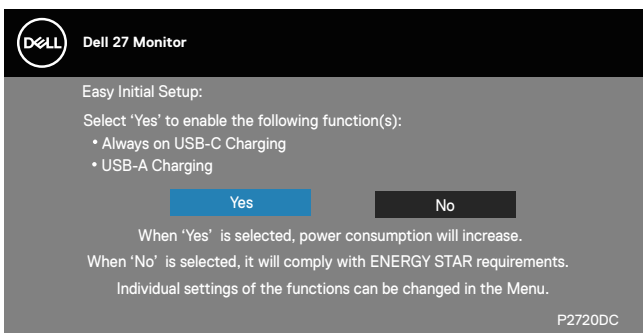 DELL Dell 27 Monitor
Easy Initial Setup:
Select ‘Yes’ to enable the following function(s):
• Always on USB-C Charging
• USB-A Charging
Yes No
When ‘Yes’ is selected, power consumption will increase.
When ‘No’ is selected, it will comply with ENERGY STAR requirements.
Individual settings of the functions can be changed in the Menu.
P2720DC